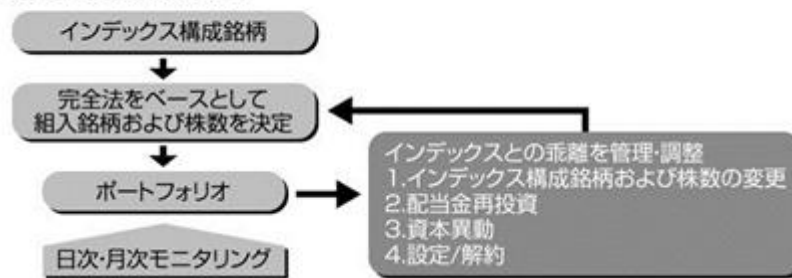 インデックス構成銘柄
完全法をベースとして
組入銘柄および株数を決定
ポートフォリオ
日次・月次モニタリング
インデックスとの乖離を管理・調整
1.インデックス構成銘柄および株数の変更
2.配当金再投資
3.資本異動
4.設定/解約